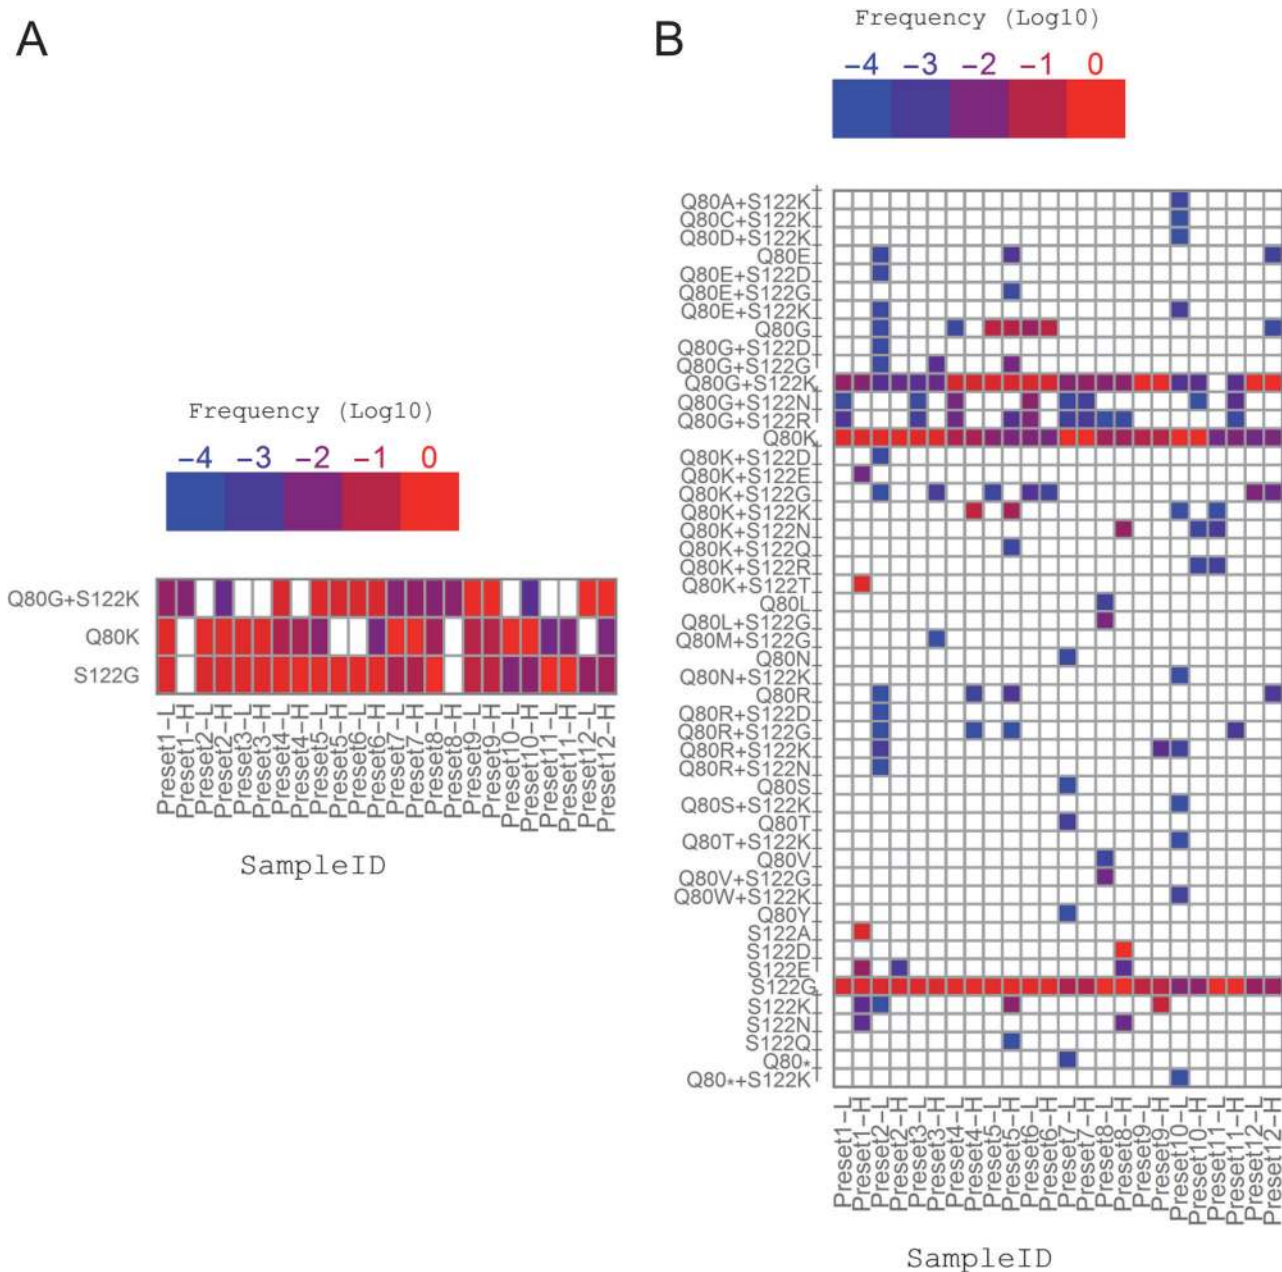 A
Frequency (Log10)
−4 −3 −2 −1 0
Q80G+S122K
Q80K
S122G
Preset1−L
Preset1−H
Preset2−L
Preset2−H
Preset3−L
Preset3−H
Preset4−L
Preset4−H
Preset5−L
Preset5−H
Preset6−L
Preset6−H
Preset7−L
Preset7−H
Preset8−L
Preset8−H
Preset9−L
Preset9−H
Preset10−L
Preset10−H
Preset11−L
Preset11−H
Preset12−L
Preset12−H
SampleID
B
Frequency (Log10)
−4 −3 −2 −1 0
Q80A+S122K
Q80C+S122K
Q80D+S122K
Q80E
Q80E+S122D
Q80E+S122G
Q80E+S122K
Q80G
Q80G+S122D
Q80G+S122G
Q80G+S122K
Q80G+S122N
Q80G+S122R
Q80K
Q80K+S122D
Q80K+S122E
Q80K+S122G
Q80K+S122K
Q80K+S122N
Q80K+S122Q
Q80K+S122R
Q80K+S122T
Q80L
Q80L+S122G
Q80M+S122G
Q80N
Q80N+S122K
Q80R
Q80R+S122D
Q80R+S122G
Q80R+S122K
Q80R+S122N
Q80S
Q80S+S122K
Q80T
Q80T+S122K
Q80V
Q80V+S122G
Q80W+S122K
Q80Y
S122A
S122D
S122E
S122G
S122K
S122N
S122Q
Q80*
Q80*+S122K
Preset1−L
Preset1−H
Preset2−L
Preset2−H
Preset3−L
Preset3−H
Preset4−L
Preset4−H
Preset5−L
Preset5−H
Preset6−L
Preset6−H
Preset7−L
Preset7−H
Preset8−L
Preset8−H
Preset9−L
Preset9−H
Preset10−L
Preset10−H
Preset11−L
Preset11−H
Preset12−L
Preset12−H
SampleID